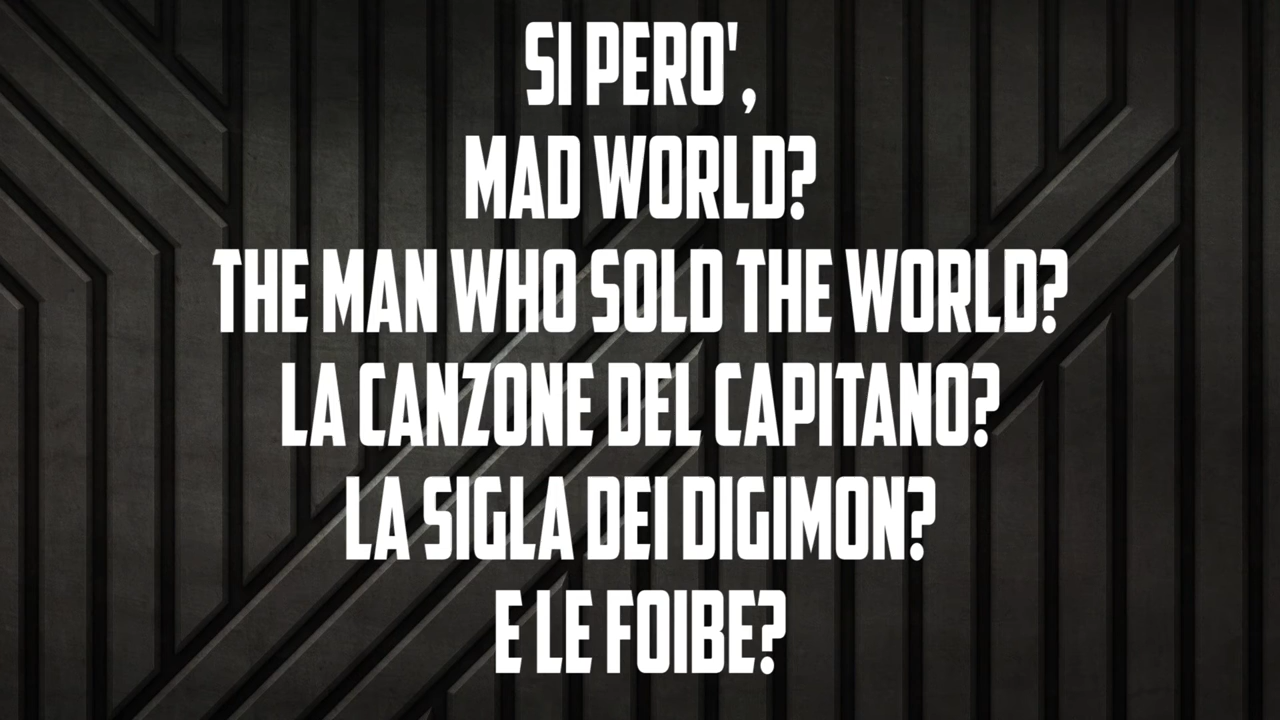 SI PERO',
MAD WORLD?
THE MAN WHO SOLD THE WORLD?
LA CANZONE DEL CAPITANO?
LA SIGLA DEI DIGIMON?
E LE FOIBE?